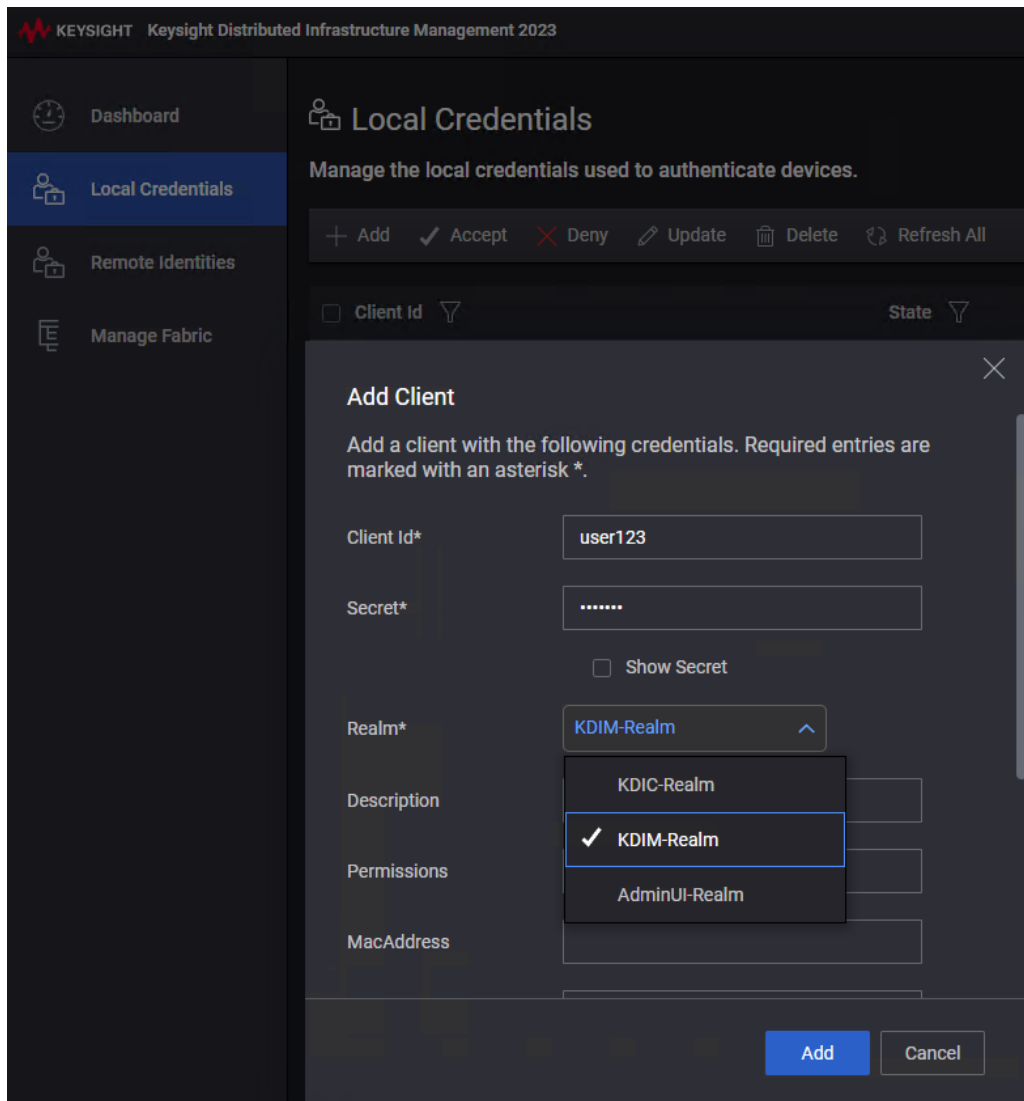 KEYSIGHT Keysight Distributed Infrastructure Management 2023
Dashboard
Local Credentials
Remote Identities
Manage Fabric
Local Credentials
Manage the local credentials used to authenticate devices.
Add Accept Deny Update Delete Refresh All
Client Id State
Add Client
Add a client with the following credentials. Required entries are
marked with an asterisk *.
Client Id* user123
Secret* •••••••
Show Secret
Realm* KDIM-Realm
KDIC-Realm
KDIM-Realm
AdminUI-Realm
Description
Permissions
MacAddress
Add Cancel